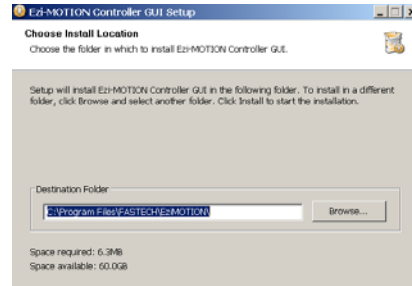 Ezi-MOTION Controller GUI Setup
Choose Install Location
Choose the folder in which to install Ezi-MOTION Controller GUI.
Setup will install Ezi-MOTION Controller GUI in the following folder. To install in a different
folder, click Browse and select another folder. Click Install to start the installation.
Destination Folder
C:\Program Files\FASTECH\EziMOTION\
Browse...
Space required: 6.3MB
Space available: 60.0GB